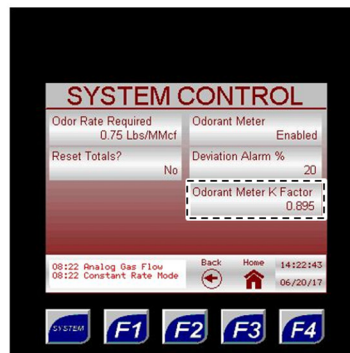 SYSTEM CONTROL
Odor Rate Required
0.75 Lbs/MMcf
Odorant Meter
Enabled
Reset Totals?
No
Deviation Alarm %
20
Odorant Meter K Factor
0.895
08:22 Analog Gas Flow
08:22 Constant Rate Mode
Back
Home
14:22:43
06/20/17
SYSTEM
F1
F2
F3
F4